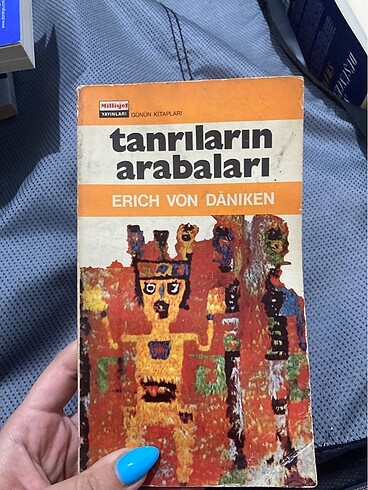 Milliyet
YAYINLARI GÜNÜN KİTAPLARI
tanrıların
arabaları
ERICH VON DÄNIKEN